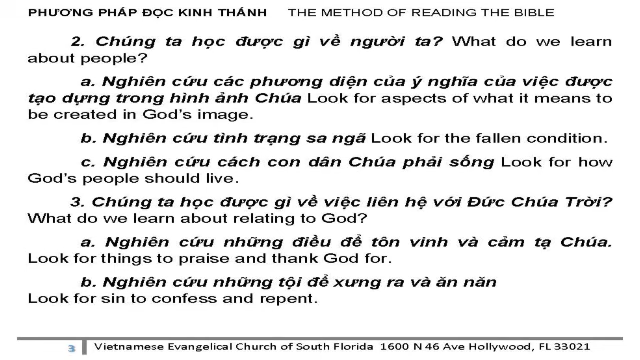 PHƯƠNG PHÁP ĐỌC KINH THÁNH THE METHOD OF READING THE BIBLE
2. Chúng ta học được gì về người ta? What do we learn
about people?
a. Nghiên cứu các phương diện của ý nghĩa của việc được
tạo dựng trong hình ảnh Chúa Look for aspects of what it means to
be created in God's image.
b. Nghiên cứu tình trạng sa ngã Look for the fallen condition.
c. Nghiên cứu cách con dân Chúa phải sống Look for how
God's people should live.
3. Chúng ta học được gì về việc liên hệ với Đức Chúa Trời?
What do we learn about relating to God?
a. Nghiên cứu những điều để tôn vinh và cảm tạ Chúa.
Look for things to praise and thank God for.
b. Nghiên cứu những tội để xưng ra và ăn năn
Look for sin to confess and repent.
3 Vietnamese Evangelical Church of South Florida 1600 N 46 Ave Hollywood, FL 33021